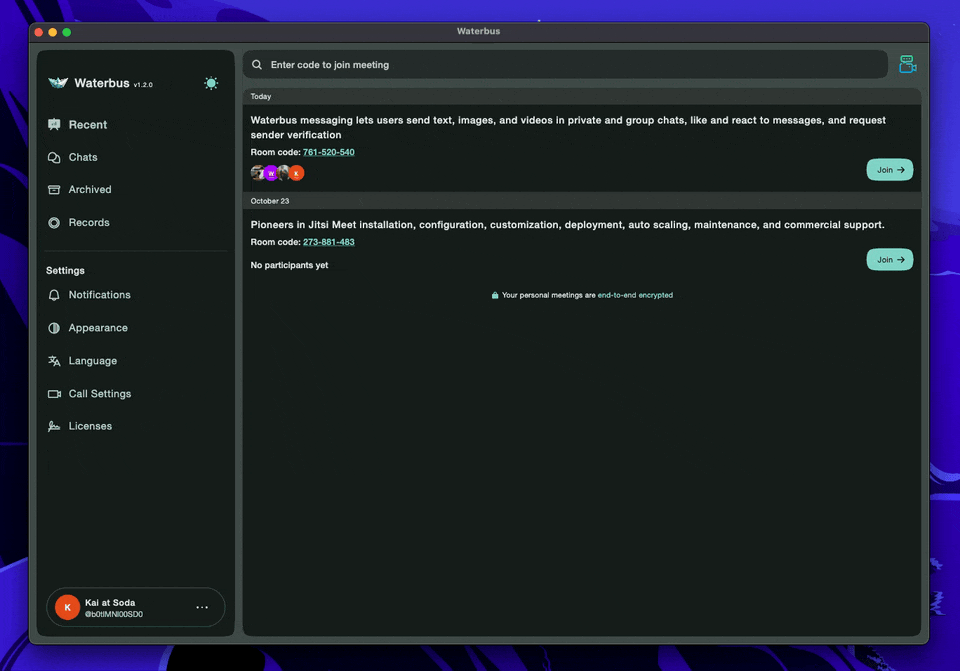 Waterbus
Waterbus v1.2.0
Recent
Chats
Archived
Records
Settings
Notifications
Appearance
Language
Call Settings
Licenses
K
Kai at Soda
Enter code to join meeting
Today
Waterbus messaging lets users send text, images, and videos in private and group chats, like and react to messages, and request
sender verification
Room code: 761-520-540
W
K
Join
October 23
Pioneers in Jitsi Meet installation, configuration, customization, deployment, auto scaling, maintenance, and commercial support.
Room code: 273-881-483
No participants yet
Join
Your personal meetings are end-to-end encrypted